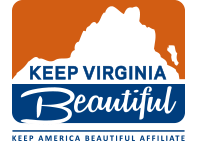 KEEP VIRGINIA
Beautiful
KEEP AMERICA BEAUTIFUL AFFILIATE